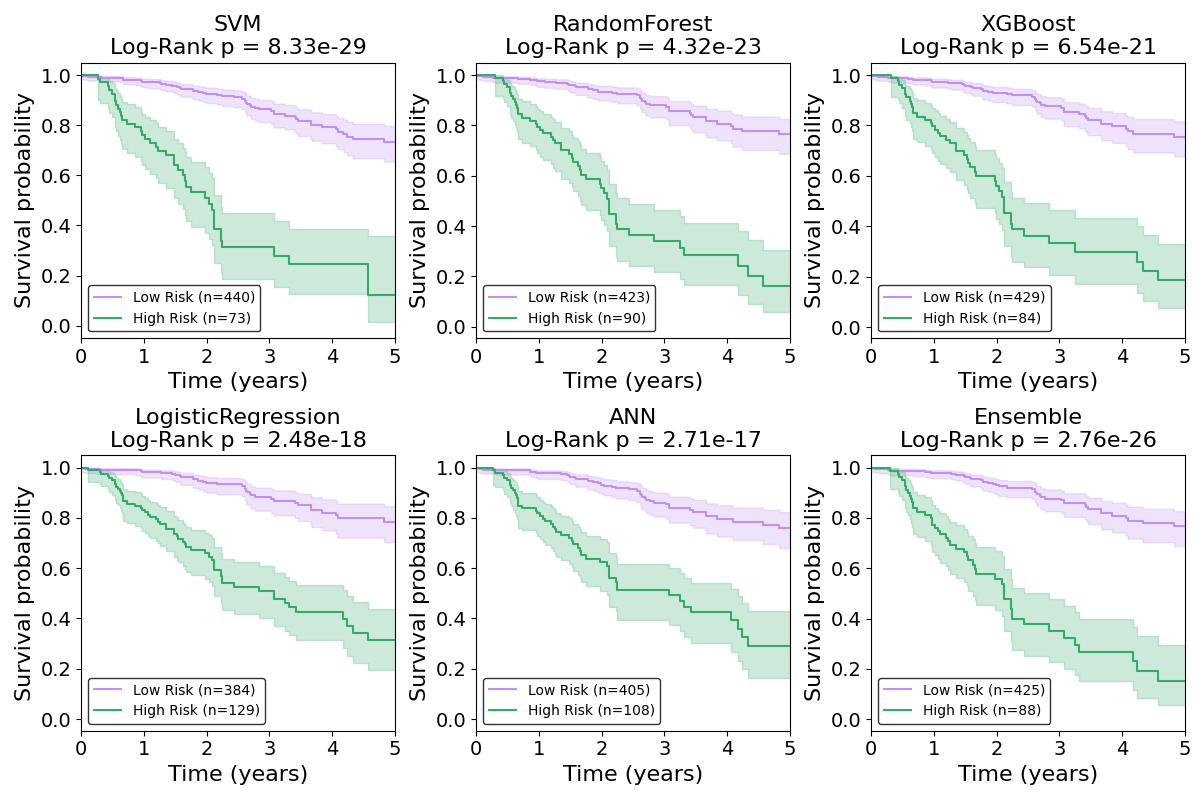 SVM
Log-Rank p = 8.33e-29
Survival probability
1.0
0.8
0.6
0.4
0.2
0.0
Low Risk (n=440)
High Risk (n=73)
0 1 2 3 4 5
Time (years)
RandomForest
Log-Rank p = 4.32e-23
Survival probability
1.0
0.8
0.6
0.4
0.2
0.0
Low Risk (n=423)
High Risk (n=90)
0 1 2 3 4 5
Time (years)
XGBoost
Log-Rank p = 6.54e-21
Survival probability
1.0
0.8
0.6
0.4
0.2
0.0
Low Risk (n=429)
High Risk (n=84)
0 1 2 3 4 5
Time (years)
LogisticRegression
Log-Rank p = 2.48e-18
Survival probability
1.0
0.8
0.6
0.4
0.2
0.0
Low Risk (n=384)
High Risk (n=129)
0 1 2 3 4 5
Time (years)
ANN
Log-Rank p = 2.71e-17
Survival probability
1.0
0.8
0.6
0.4
0.2
0.0
Low Risk (n=405)
High Risk (n=108)
0 1 2 3 4 5
Time (years)
Ensemble
Log-Rank p = 2.76e-26
Survival probability
1.0
0.8
0.6
0.4
0.2
0.0
Low Risk (n=425)
High Risk (n=88)
0 1 2 3 4 5
Time (years)